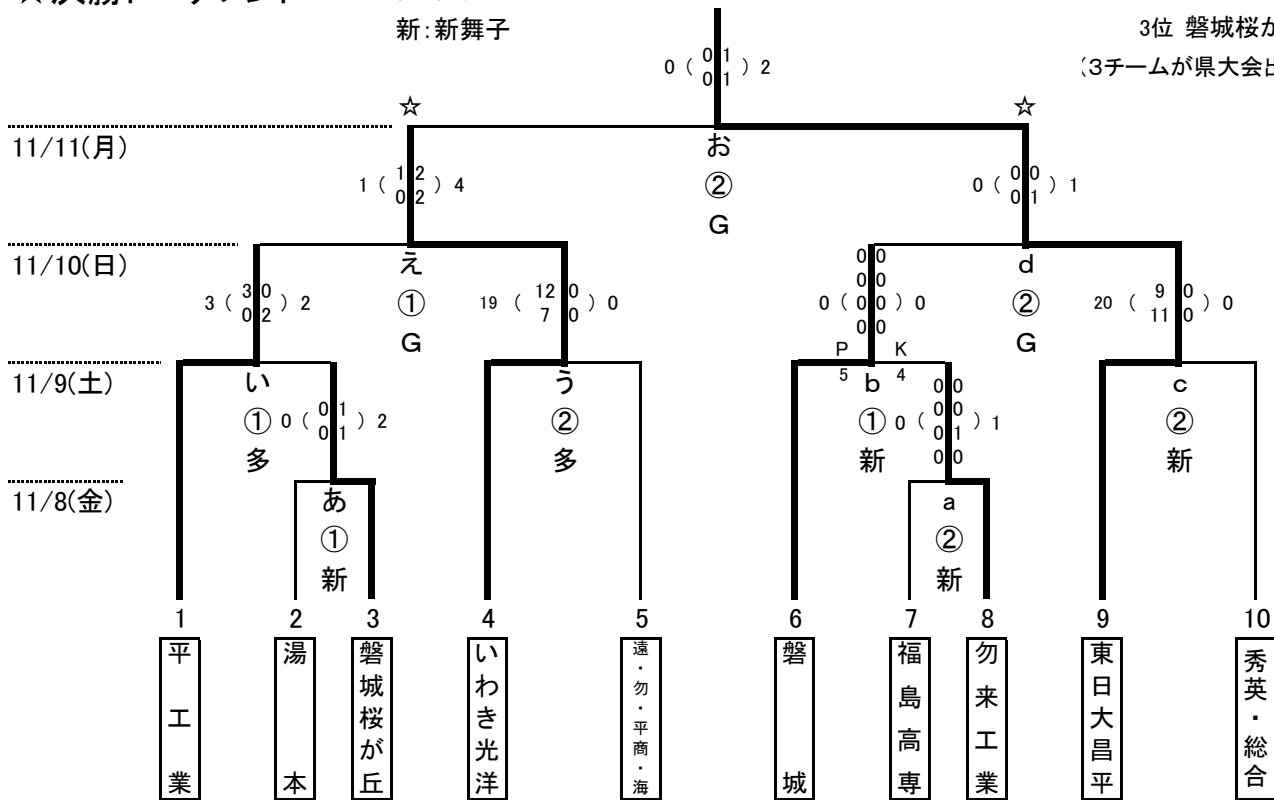 新：新舞子
3位 磐城桜が
（3チームが県大会出
0 ( 0 1 ) 2
0 1
☆ ☆
11/11(月)
お
②
G
1 ( 1 2 ) 4
0 2
0 ( 0 0 ) 1
0 1
11/10(日)
え
①
G
d
②
G
3 ( 3 0 ) 2
0 2
19 ( 12 0 ) 0
7 0
0 0
0 0
0 ( 0 0 ) 0
0 0
20 ( 9 0 ) 0
11 0
P K
5 4
11/9(土)
い
①
多
う
②
多
b
①
新
c
②
新
0 ( 0 1 ) 2
0 1
0 0
0 ( 0 0 ) 1
0 1
0 0
11/8(金)
あ
①
新
a
②
新
1 2 3 4 5 6 7 8 9 10
平工業
湯本
磐城桜が丘
いわき光洋
遠・勿・平商・海
磐城
福島高専
勿来工業
東日大昌平
秀英・総合